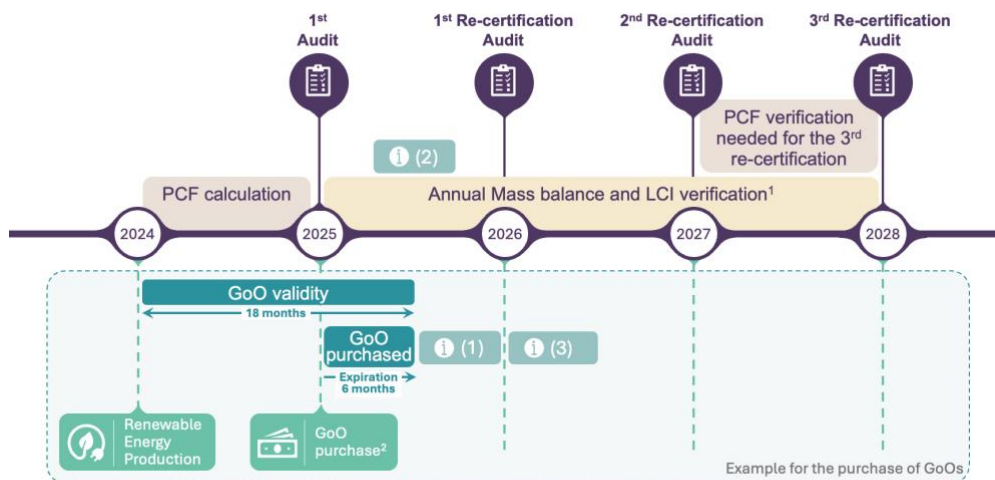 1st
Audit
1st Re-certification
Audit
2nd Re-certification
Audit
3rd Re-certification
Audit
PCF verification
needed for the 3rd
re-certification
i (2)
PCF calculation
Annual Mass balance and LCI verification1
2024
2025
2026
2027
2028
GoO validity
18 months
GoO
purchased
Expiration
6 months
i (1)
i (3)
Renewable
Energy
Production
GoO
purchase2
Example for the purchase of GoOs